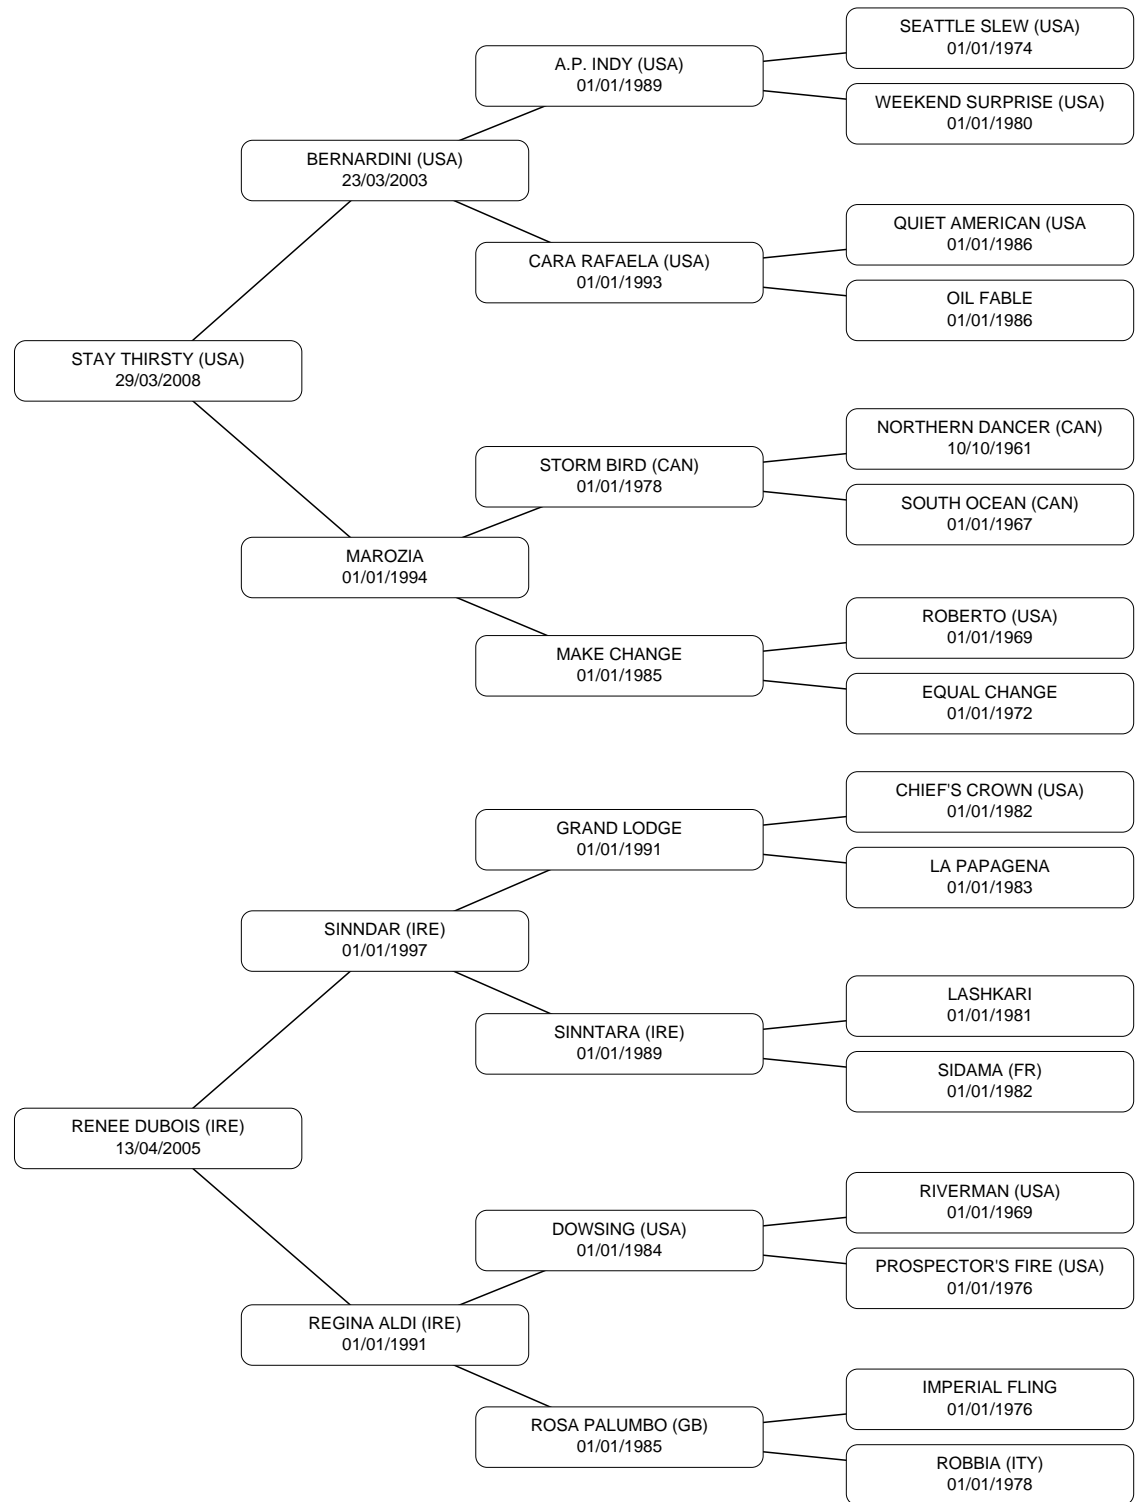 SEATTLE SLEW (USA)
01/01/1974
A.P. INDY (USA)
01/01/1989
WEEKEND SURPRISE (USA)
01/01/1980
BERNARDINI (USA)
23/03/2003
QUIET AMERICAN (USA
01/01/1986
CARA RAFAELA (USA)
01/01/1993
OIL FABLE
01/01/1986
STAY THIRSTY (USA)
29/03/2008
NORTHERN DANCER (CAN)
10/10/1961
STORM BIRD (CAN)
01/01/1978
SOUTH OCEAN (CAN)
01/01/1967
MAROZIA
01/01/1994
ROBERTO (USA)
01/01/1969
MAKE CHANGE
01/01/1985
EQUAL CHANGE
01/01/1972
CHIEF'S CROWN (USA)
01/01/1982
GRAND LODGE
01/01/1991
LA PAPAGENA
01/01/1983
SINNDAR (IRE)
01/01/1997
LASHKARI
01/01/1981
SINNTARA (IRE)
01/01/1989
SIDAMA (FR)
01/01/1982
RENEE DUBOIS (IRE)
13/04/2005
RIVERMAN (USA)
01/01/1969
DOWSING (USA)
01/01/1984
PROSPECTOR'S FIRE (USA)
01/01/1976
REGINA ALDI (IRE)
01/01/1991
IMPERIAL FLING
01/01/1976
ROSA PALUMBO (GB)
01/01/1985
ROBBIA (ITY)
01/01/1978